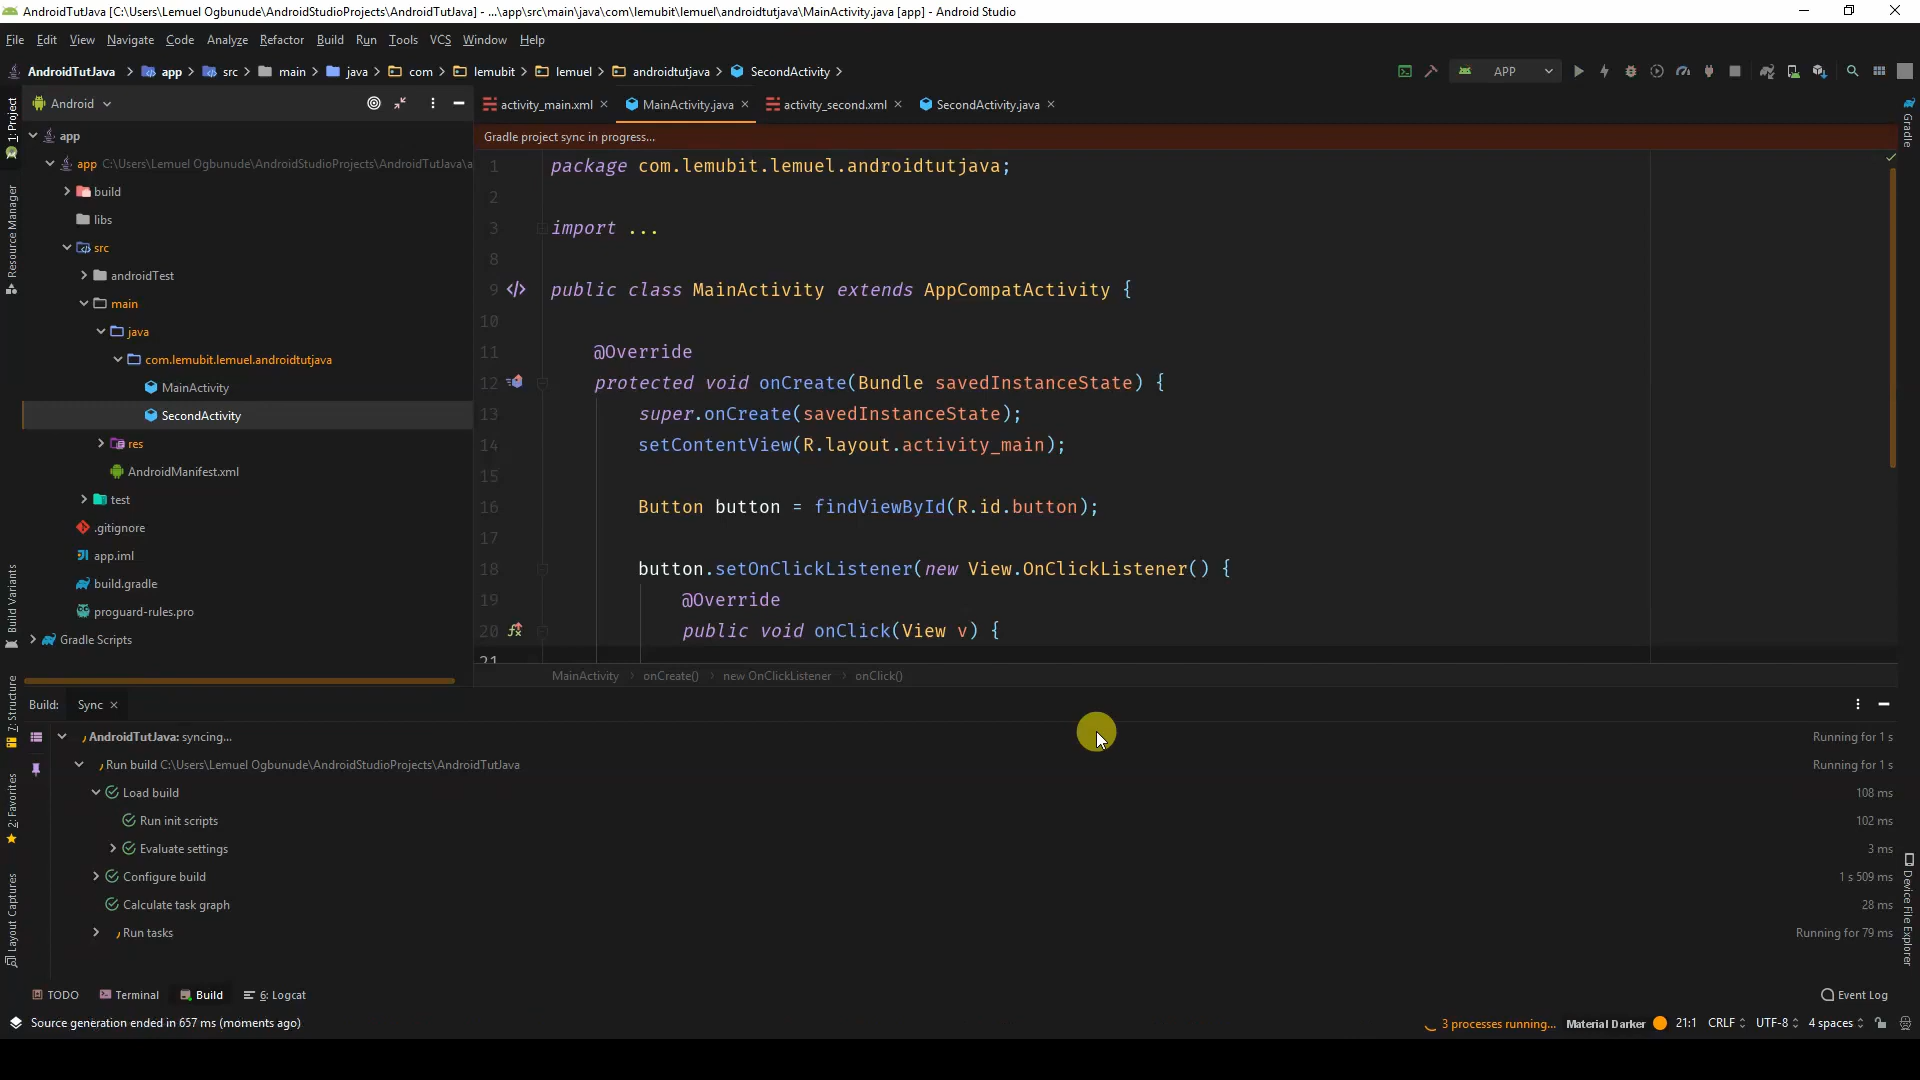 AndroidTutJava [C:\Users\Lemuel Ogbunude\AndroidStudioProjects\AndroidTutJava] - ...\app\src\main\java\com\lemubit\lemuel\androidtutjava\MainActivity.java [app] - Android Studio
File Edit View Navigate Code Analyze Refactor Build Run Tools VCS Window Help
AndroidTutJava app src main java com lemubit lemuel androidtutjava SecondActivity APP
Android
activity_main.xml MainActivity.java activity_second.xml SecondActivity.java
Gradle project sync in progress...
1: Project
Resource Manager
Build Variants
7: Structure
2: Favorites
Layout Captures
app
app C:\Users\Lemuel Ogbunude\AndroidStudioProjects\AndroidTutJava\a
build
libs
src
androidTest
main
java
com.lemubit.lemuel.androidtutjava
MainActivity
SecondActivity
res
AndroidManifest.xml
test
.gitignore
app.iml
build.gradle
proguard-rules.pro
Gradle Scripts
1 package com.lemubit.lemuel.androidtutjava;
2
3 import ...
8
9 public class MainActivity extends AppCompatActivity {
10
11 @Override
12 protected void onCreate(Bundle savedInstanceState) {
13 super.onCreate(savedInstanceState);
14 setContentView(R.layout.activity_main);
15
16 Button button = findViewById(R.id.button);
17
18 button.setOnClickListener(new View.OnClickListener() {
19 @Override
20 public void onClick(View v) {
21
MainActivity onCreate() new OnClickListener onClick()
Gradle
Device File Explorer
Build: Sync
AndroidTutJava: syncing... Running for 1 s
Run build C:\Users\Lemuel Ogbunude\AndroidStudioProjects\AndroidTutJava Running for 1 s
Load build 108 ms
Run init scripts 102 ms
Evaluate settings 3 ms
Configure build 1 s 509 ms
Calculate task graph 28 ms
Run tasks Running for 79 ms
TODO Terminal Build 6: Logcat Event Log
Source generation ended in 657 ms (moments ago) 3 processes running... Material Darker 21:1 CRLF UTF-8 4 spaces